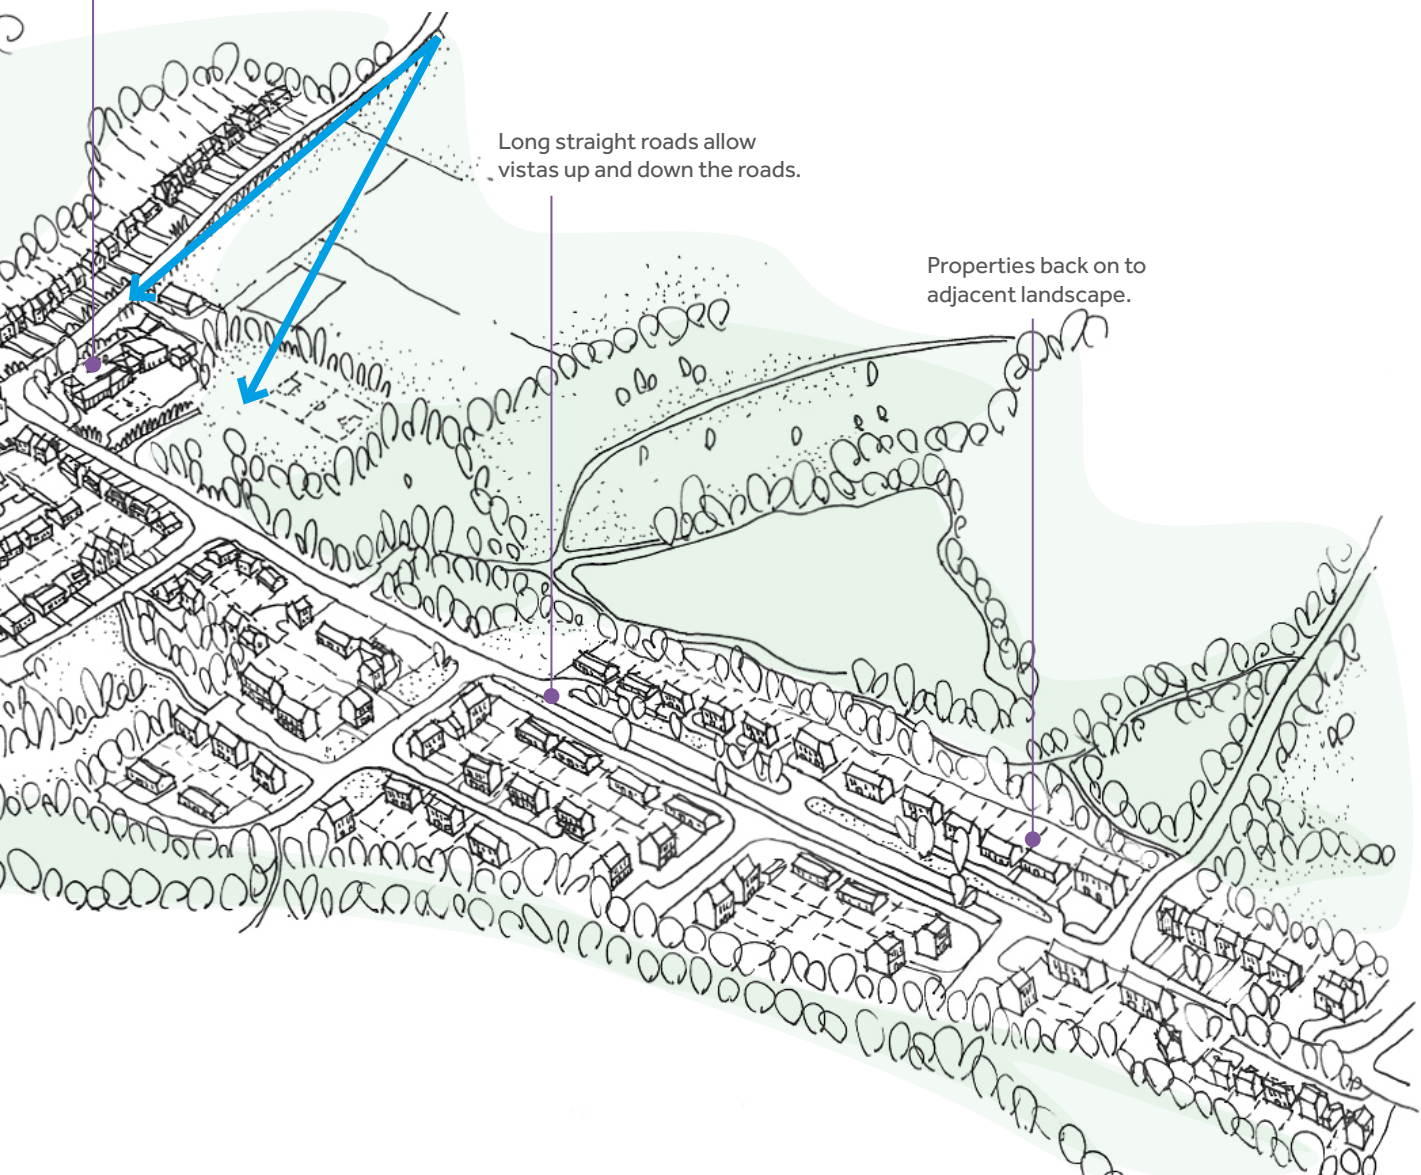 Long straight roads allow
vistas up and down the roads.
Properties back on to
adjacent landscape.